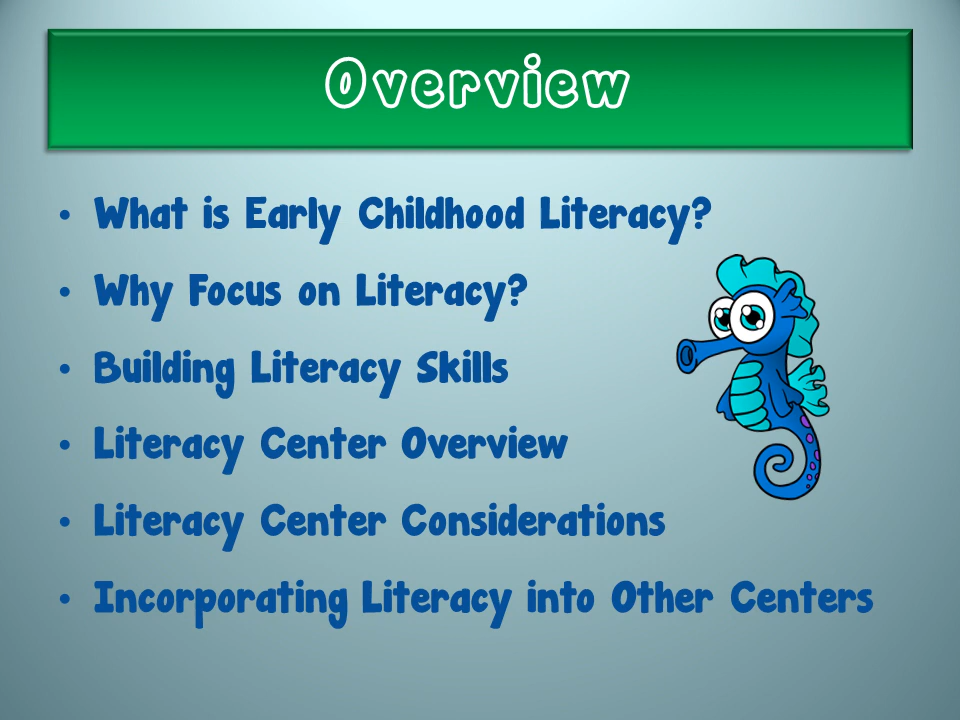 Overview
• What is Early Childhood Literacy?
• Why Focus on Literacy?
• Building Literacy Skills
• Literacy Center Overview
• Literacy Center Considerations
• Incorporating Literacy into Other Centers